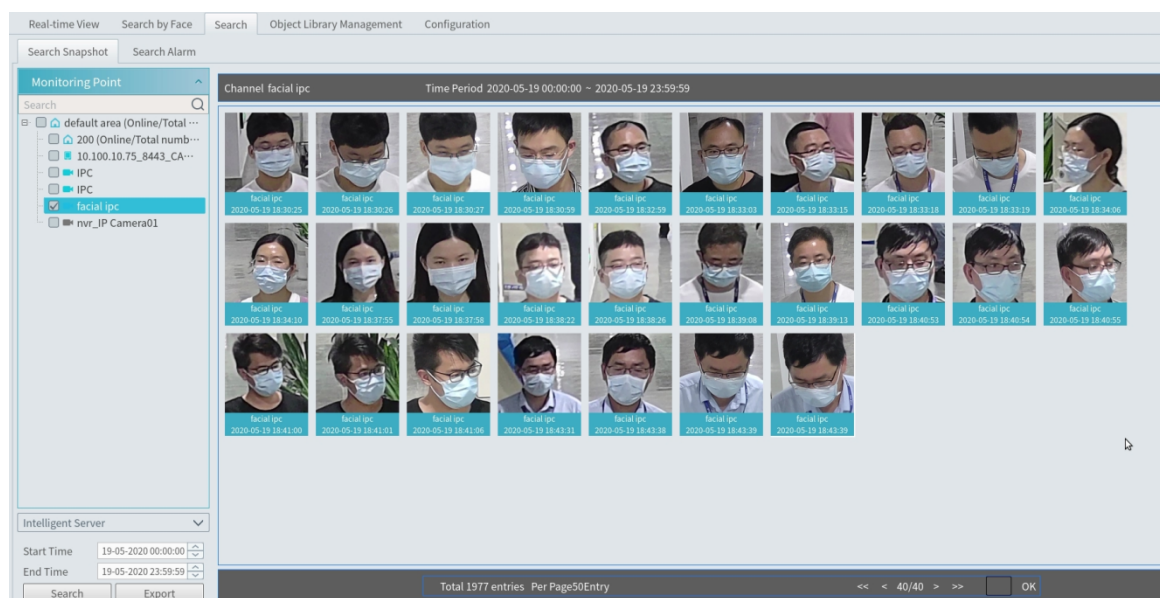 Real-time View Search by Face Search Object Library Management Configuration
Search Snapshot Search Alarm
Monitoring Point
Search
default area (Online/Total ···
200 (Online/Total numb···
10.100.10.75_8443_CA···
IPC
IPC
facial ipc
nvr_IP Camera01
Intelligent Server
Start Time 19-05-2020 00:00:00
End Time 19-05-2020 23:59:59
Search Export
Channel facial ipc Time Period 2020-05-19 00:00:00 ~ 2020-05-19 23:59:59
facial ipc facial ipc facial ipc facial ipc facial ipc facial ipc facial ipc facial ipc facial ipc facial ipc
2020-05-19 18:30:25 2020-05-19 18:30:26 2020-05-19 18:30:27 2020-05-19 18:30:59 2020-05-19 18:32:59 2020-05-19 18:33:03 2020-05-19 18:33:15 2020-05-19 18:33:18 2020-05-19 18:33:19 2020-05-19 18:34:06
facial ipc facial ipc facial ipc facial ipc facial ipc facial ipc facial ipc facial ipc facial ipc facial ipc
2020-05-19 18:34:10 2020-05-19 18:37:55 2020-05-19 18:37:58 2020-05-19 18:38:22 2020-05-19 18:38:26 2020-05-19 18:39:08 2020-05-19 18:39:13 2020-05-19 18:40:53 2020-05-19 18:40:54 2020-05-19 18:40:55
facial ipc facial ipc facial ipc facial ipc facial ipc facial ipc facial ipc
2020-05-19 18:41:00 2020-05-19 18:41:01 2020-05-19 18:41:06 2020-05-19 18:43:31 2020-05-19 18:43:38 2020-05-19 18:43:39 2020-05-19 18:43:39
Total 1977 entries Per Page50Entry << < 40/40 > >> OK